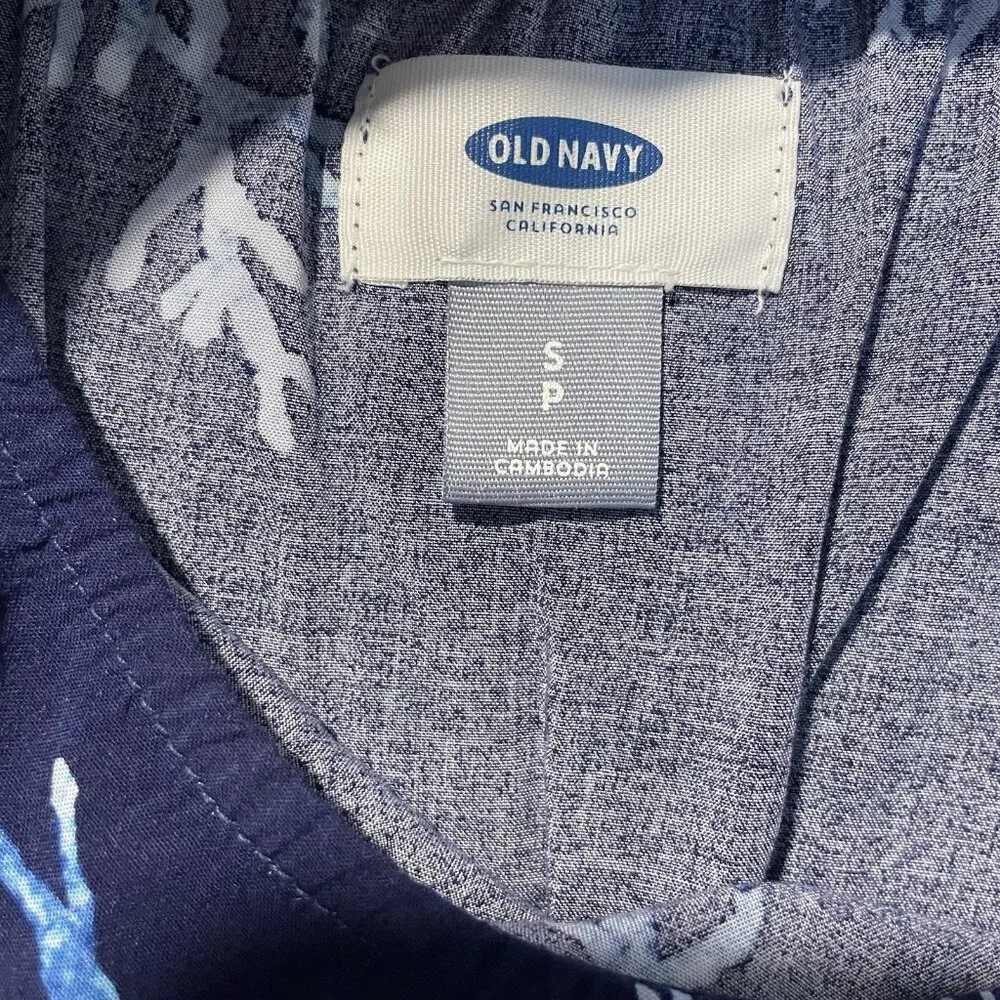 OLD NAVY
SAN FRANCISCO
CALIFORNIA
S
P
MADE IN
CAMBODIA